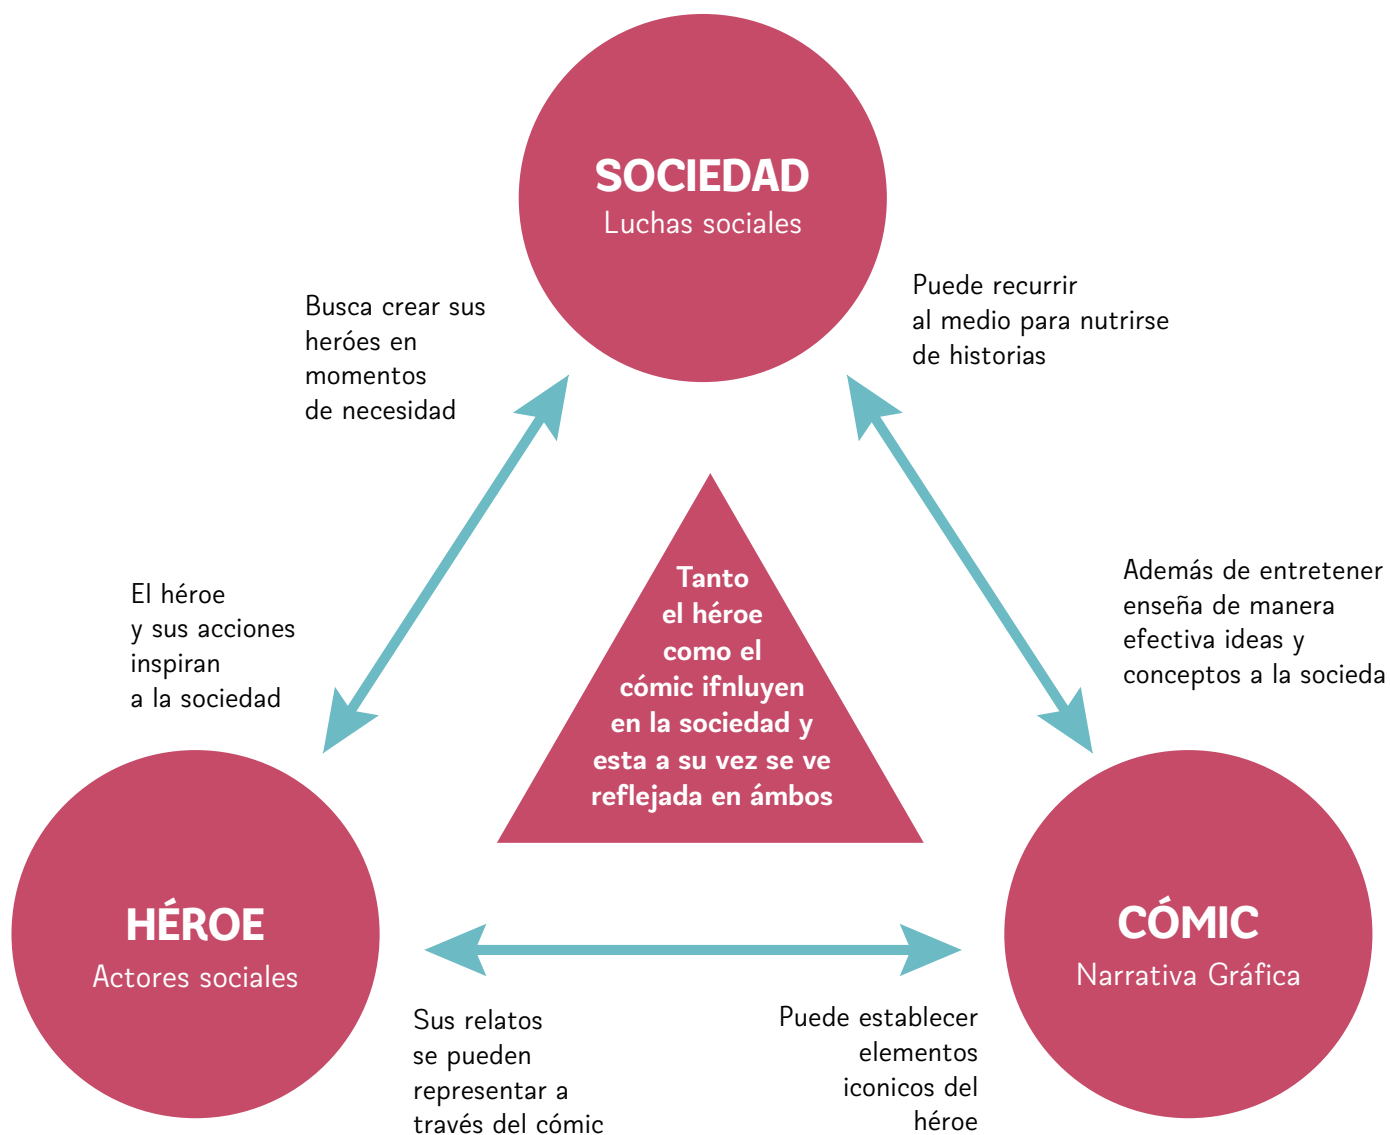 SOCIEDAD
Luchas sociales
Busca crear sus
heróes en
momentos
de necesidad
Puede recurrir
al medio para nutrirse
de historias
El héroe
y sus acciones
inspiran
a la sociedad
Tanto
el héroe
como el
cómic ifnluyen
en la sociedad y
esta a su vez se ve
reflejada en ámbos
Además de entretener
enseña de manera
efectiva ideas y
conceptos a la socieda
HÉROE
Actores sociales
CÓMIC
Narrativa Gráfica
Sus relatos
se pueden
representar a
través del cómic
Puede establecer
elementos
iconicos del
héroe